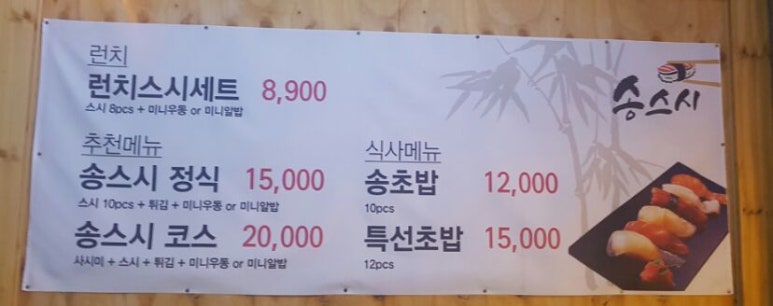 런치
런치스시세트 8,900
스시 8pcs + 미니우동 or 미니알밥
추천메뉴
송스시 정식 15,000
스시 10pcs + 튀김 + 미니우동 or 미니알밥
송스시 코스 20,000
사시미 + 스시 + 튀김 + 미니우동 or 미니알밥
식사메뉴
송초밥 12,000
10pcs
특선초밥 15,000
12pcs
송스시